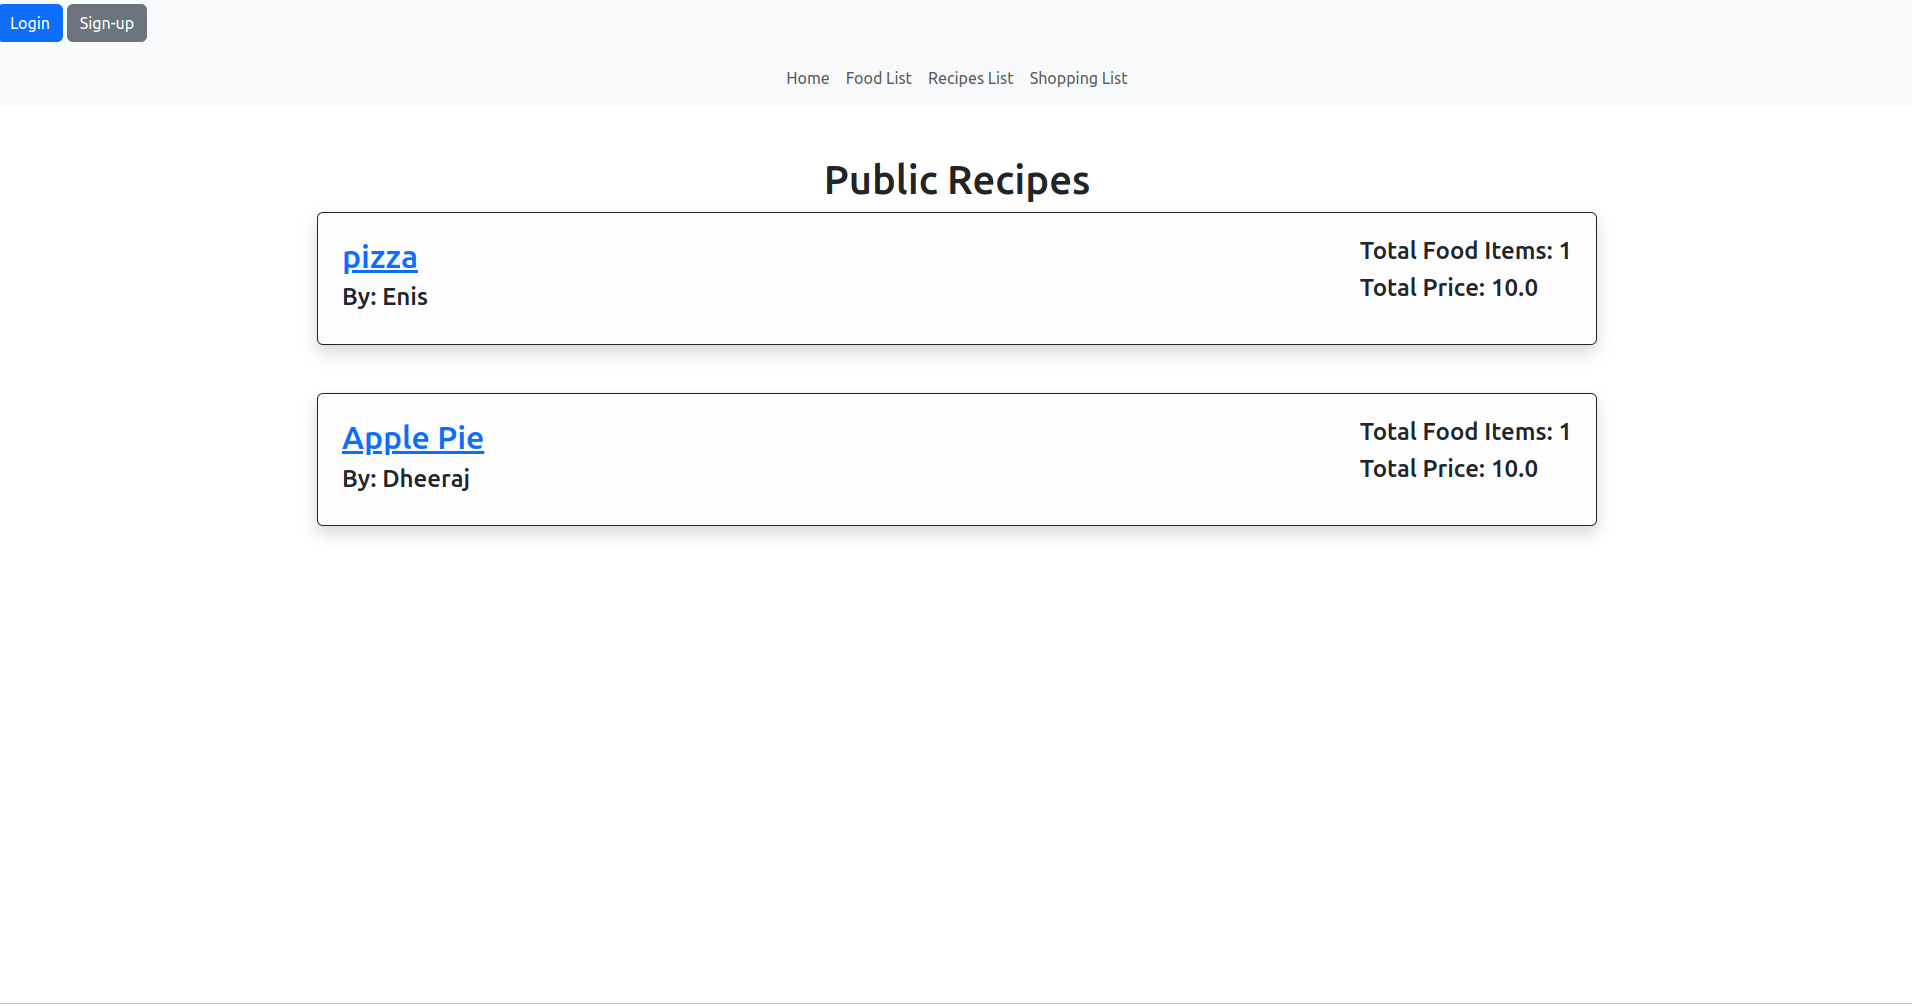 Login Sign-up
Home Food List Recipes List Shopping List
Public Recipes
pizza
By: Enis
Total Food Items: 1
Total Price: 10.0
Apple Pie
By: Dheeraj
Total Food Items: 1
Total Price: 10.0